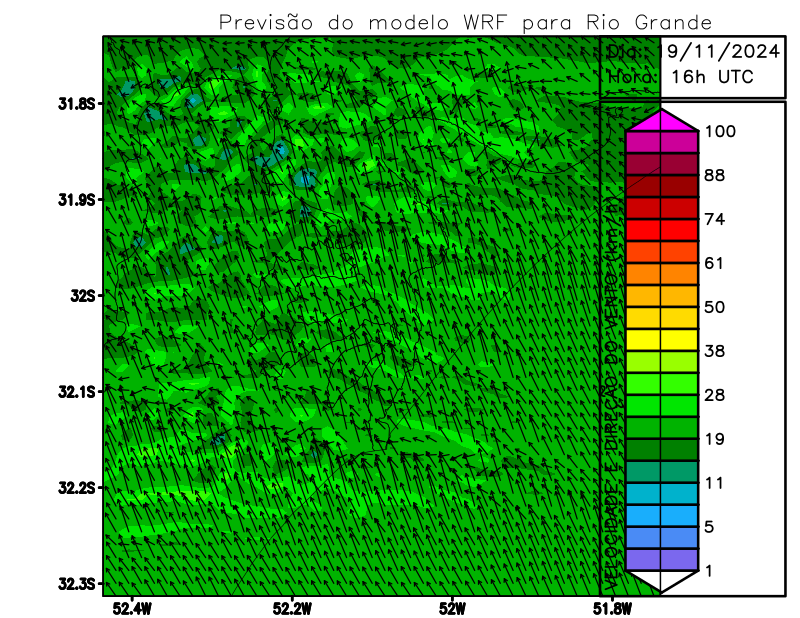 Previsão do modelo WRF para Rio Grande
Dia: 19/11/2024
Hora: 16h UTC
31.8S
31.9S
32S
32.1S
32.2S
32.3S
52.4W
52.2W
52W
51.8W
VELOCIDADE E DIREÇÃO DO VENTO (km/h)
100
88
74
61
50
38
28
19
11
5
1